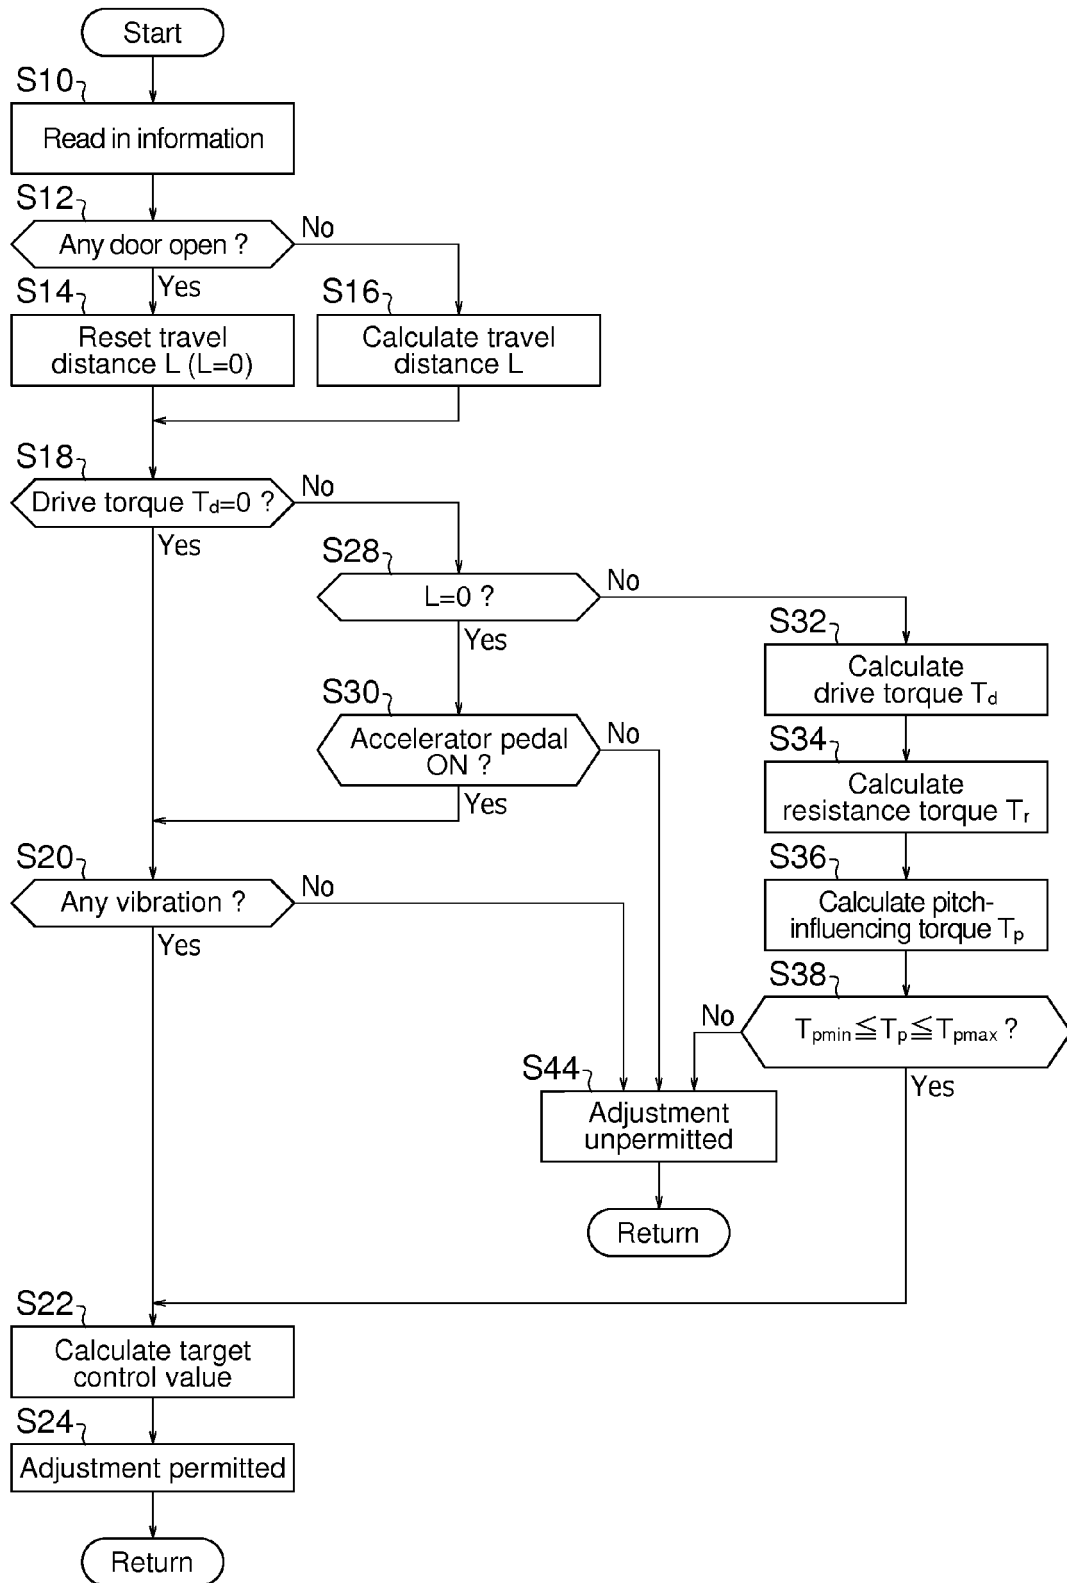 Start
S10
Read in information
S12
Any door open ?
No
Yes
S14
Reset travel
distance L (L=0)
S16
Calculate travel
distance L
S18
Drive torque Td=0 ?
No
Yes
S28
L=0 ?
No
Yes
S32
Calculate
drive torque Td
S30
Accelerator pedal
ON ?
No
Yes
S34
Calculate
resistance torque Tr
S20
Any vibration ?
No
Yes
S36
Calculate pitch-
influencing torque Tp
S38
Tpmin≦Tp≦Tpmax ?
No
Yes
S44
Adjustment
unpermitted
Return
S22
Calculate target
control value
S24
Adjustment permitted
Return